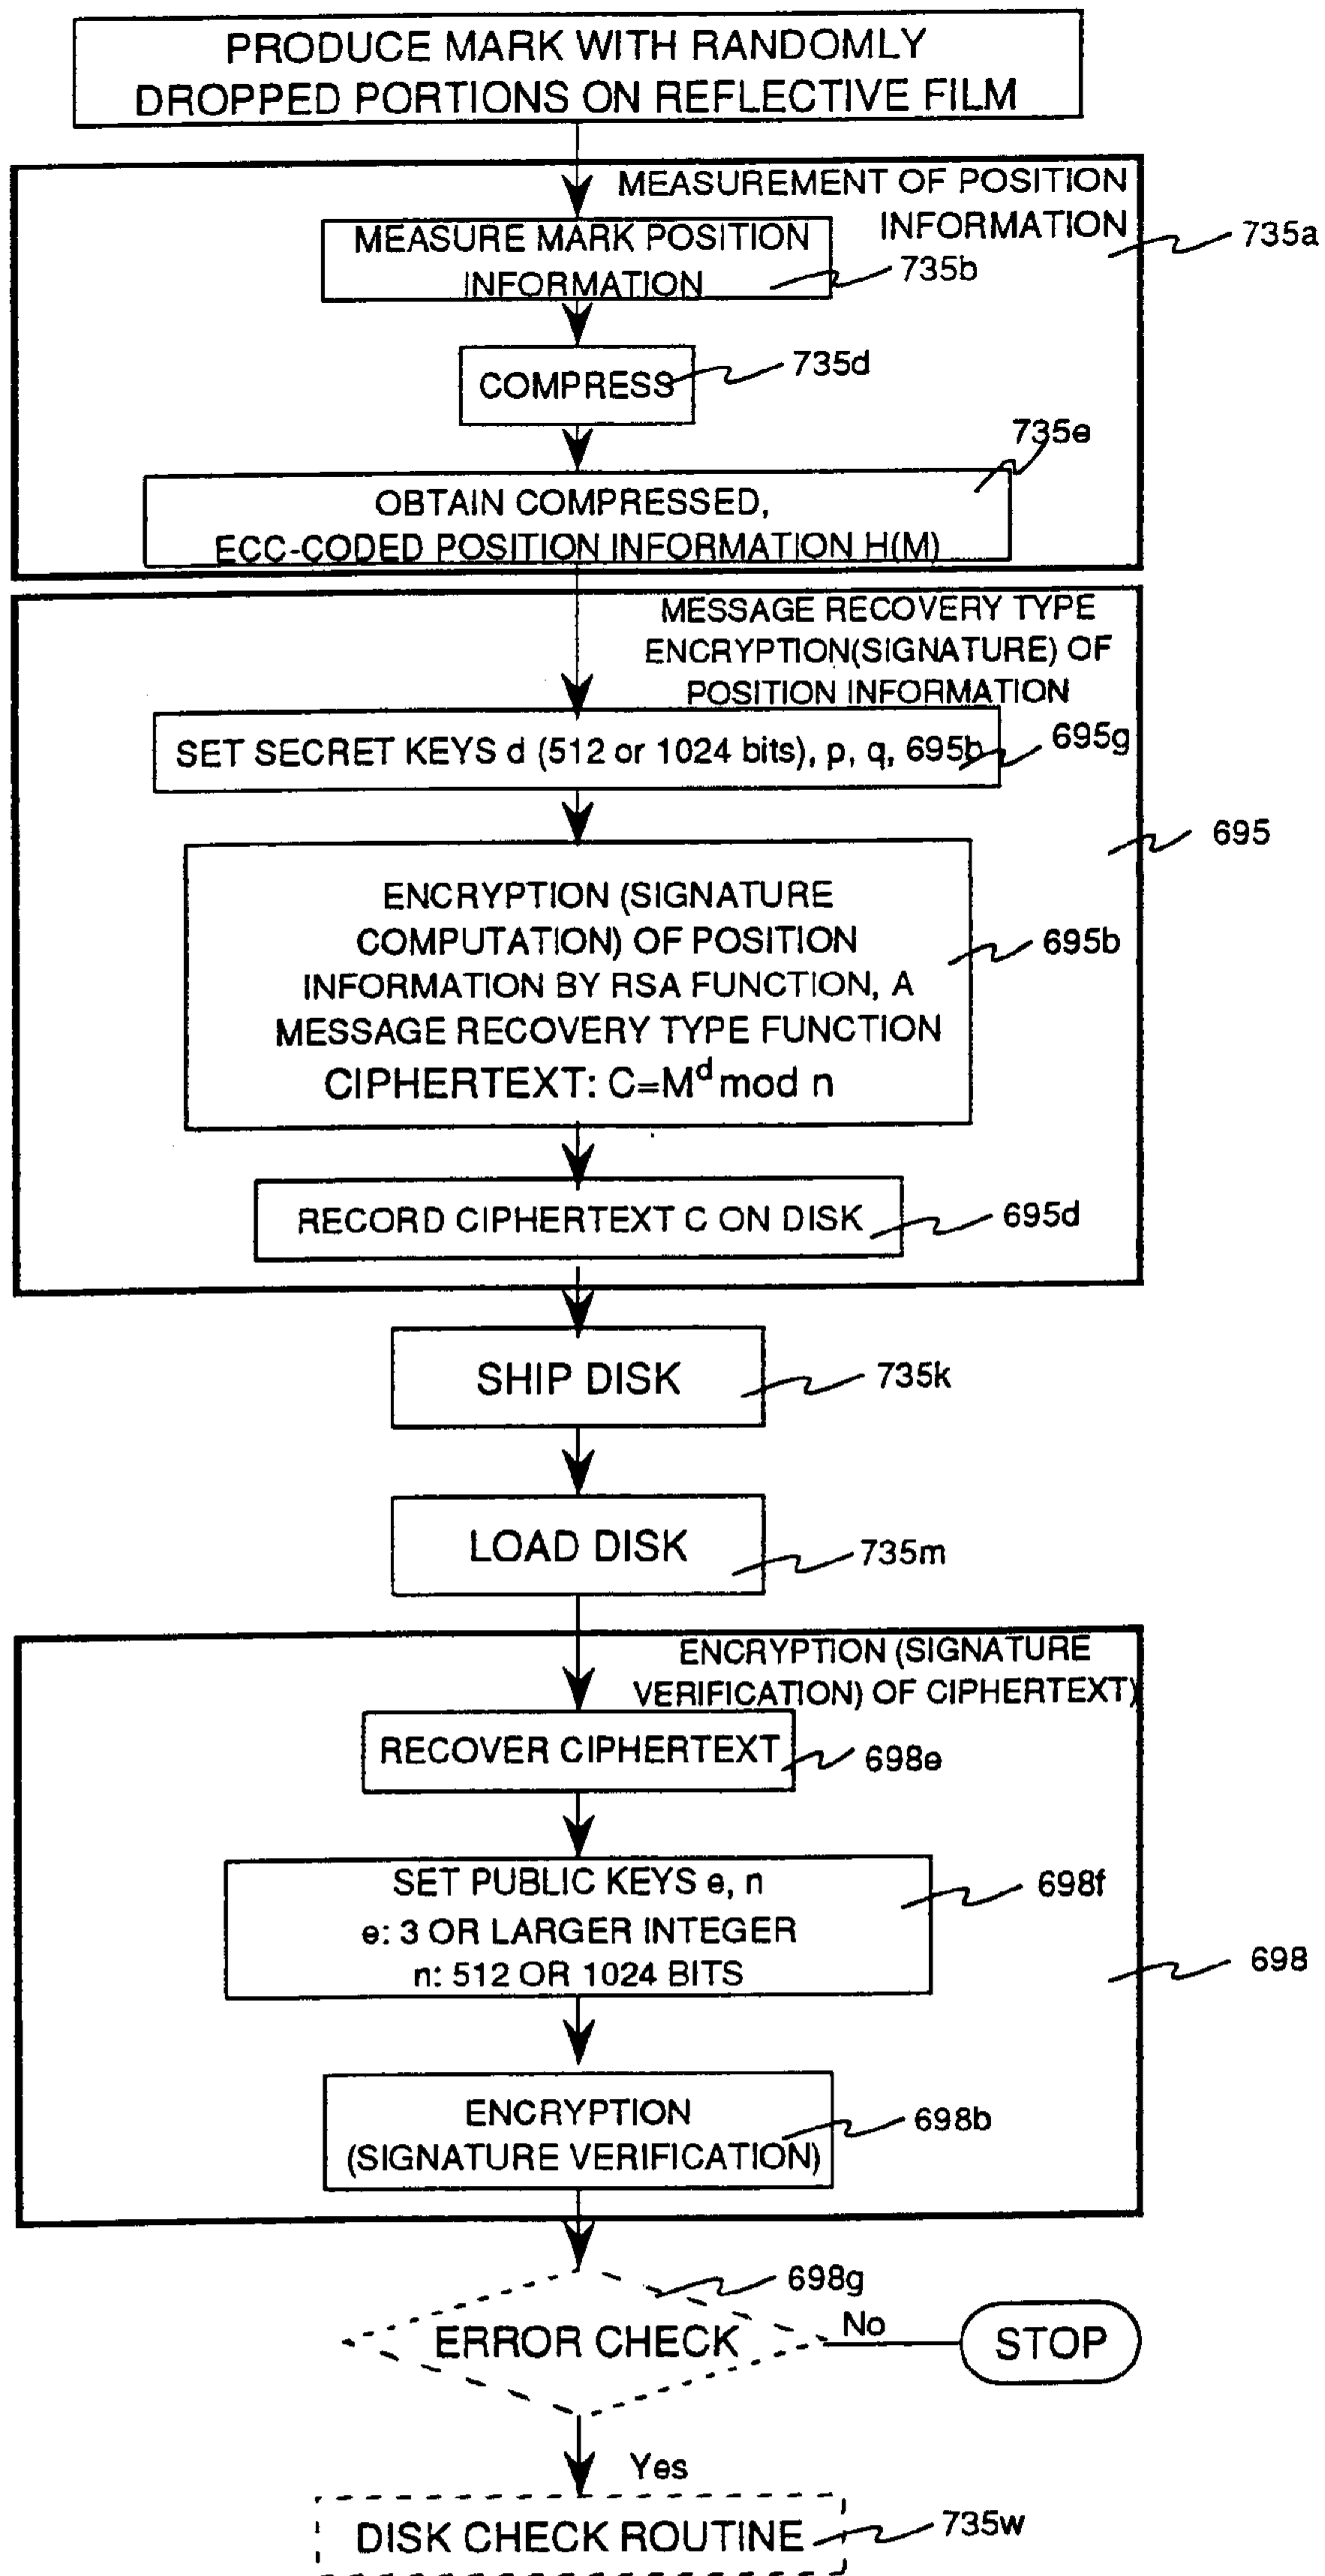 PRODUCE MARK WITH RANDOMLY
DROPPED PORTIONS ON REFLECTIVE FILM
MEASUREMENT OF POSITION
INFORMATION
735a
MEASURE MARK POSITION
INFORMATION
735b
COMPRESS
735d
735e
OBTAIN COMPRESSED,
ECC-CODED POSITION INFORMATION H(M)
MESSAGE RECOVERY TYPE
ENCRYPTION(SIGNATURE) OF
POSITION INFORMATION
SET SECRET KEYS d (512 or 1024 bits), p, q, 695b
695g
695
ENCRYPTION (SIGNATURE
COMPUTATION) OF POSITION
INFORMATION BY RSA FUNCTION, A
MESSAGE RECOVERY TYPE FUNCTION
CIPHERTEXT: C=M^d mod n
695b
RECORD CIPHERTEXT C ON DISK
695d
SHIP DISK
735k
LOAD DISK
735m
ENCRYPTION (SIGNATURE
VERIFICATION) OF CIPHERTEXT)
RECOVER CIPHERTEXT
698e
SET PUBLIC KEYS e, n
e: 3 OR LARGER INTEGER
n: 512 OR 1024 BITS
698f
698
ENCRYPTION
(SIGNATURE VERIFICATION)
698b
698g
ERROR CHECK
No
STOP
Yes
DISK CHECK ROUTINE
735w